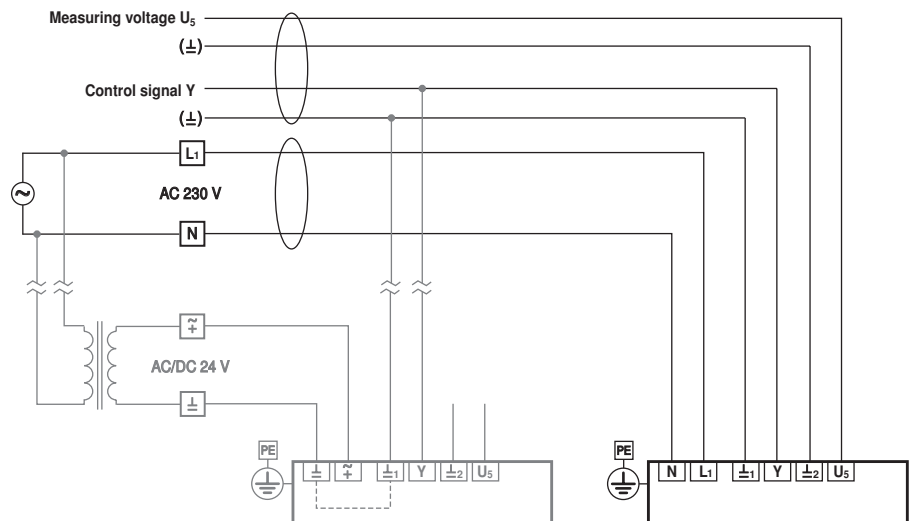 Measuring voltage U₅
(⊥)
Control signal Y
(⊥)
L₁
AC 230 V
N
~
+
AC/DC 24 V
⊥
PE
⊥ ~+ ⊥₁ Y ⊥₂ U₅
PE
N L₁ ⊥₁ Y ⊥₂ U₅